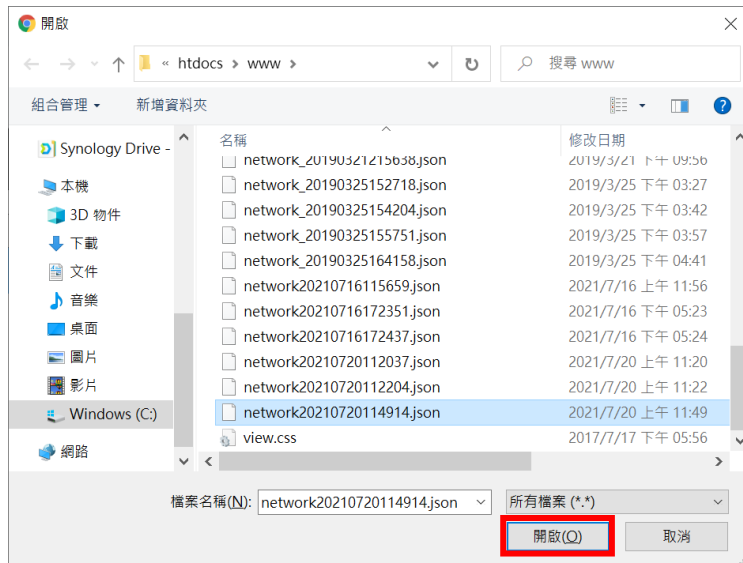 開啟
« htdocs › www ›
搜尋 www
組合管理
新增資料夾
Synology Drive -
本機
3D 物件
下載
文件
音樂
桌面
圖片
影片
Windows (C:)
網路
名稱 修改日期
network_20190321215638.json 2019/3/21 下午 09:56
network_20190325152718.json 2019/3/25 下午 03:27
network_20190325154204.json 2019/3/25 下午 03:42
network_20190325155751.json 2019/3/25 下午 03:57
network_20190325164158.json 2019/3/25 下午 04:41
network20210716115659.json 2021/7/16 上午 11:56
network20210716172351.json 2021/7/16 下午 05:23
network20210716172437.json 2021/7/16 下午 05:24
network20210720112037.json 2021/7/20 上午 11:20
network20210720112204.json 2021/7/20 上午 11:22
network20210720114914.json 2021/7/20 上午 11:49
view.css 2017/7/17 下午 05:56
檔案名稱(N): network20210720114914.json 所有檔案 (*.*)
開啟(O) 取消